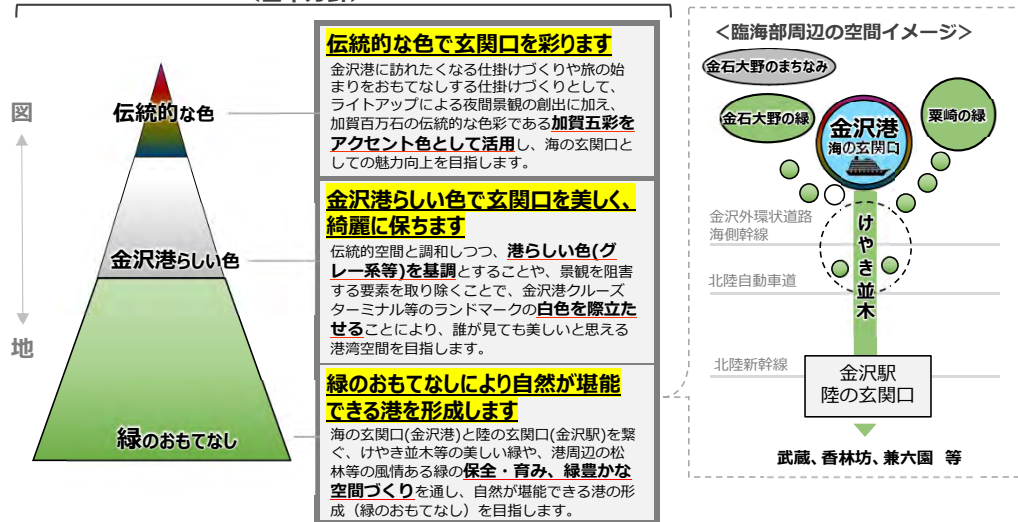 図
地
伝統的な色
金沢港らしい色
緑のおもてなし
伝統的な色で玄関口を彩ります
金沢港に訪れたくなる仕掛けづくりや旅の始
まりをおもてなしする仕掛けづくりとして、
ライトアップによる夜間景観の創出に加え、
加賀百万石の伝統的な色彩である加賀五彩を
アクセント色として活用し、海の玄関口と
しての魅力向上を目指します。
金沢港らしい色で玄関口を美しく、
綺麗に保ちます
伝統的空間と調和しつつ、港らしい色(グ
レー系等)を基調とすることや、景観を阻害
する要素を取り除くことで、金沢港クルーズ
ターミナル等のランドマークの白色を際立た
せることにより、誰が見ても美しいと思える
港湾空間を目指します。
緑のおもてなしにより自然が堪能
できる港を形成します
海の玄関口(金沢港)と陸の玄関口(金沢駅)を繋
ぐ、けやき並木等の美しい緑や、港周辺の松
林等の風情ある緑の保全・育み、緑豊かな
空間づくりを通し、自然が堪能できる港の形
成（緑のおもてなし）を目指します。
＜臨海部周辺の空間イメージ＞
金石大野のまちなみ
金石大野の緑
金沢港
海の玄関口
粟崎の緑
けやき並木
金沢外環状道路
海側幹線
北陸自動車道
北陸新幹線
金沢駅
陸の玄関口
武蔵、香林坊、兼六園 等